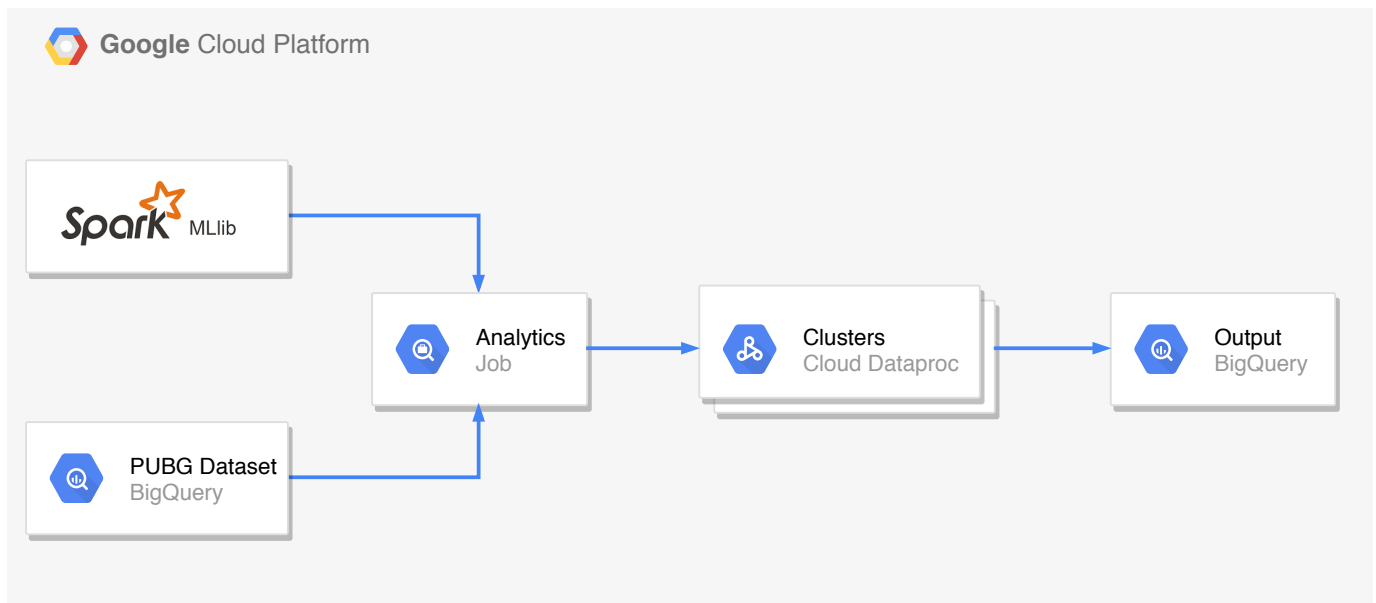 Google Cloud Platform
Spark MLlib
Analytics
Job
Clusters
Cloud Dataproc
Output
BigQuery
PUBG Dataset
BigQuery